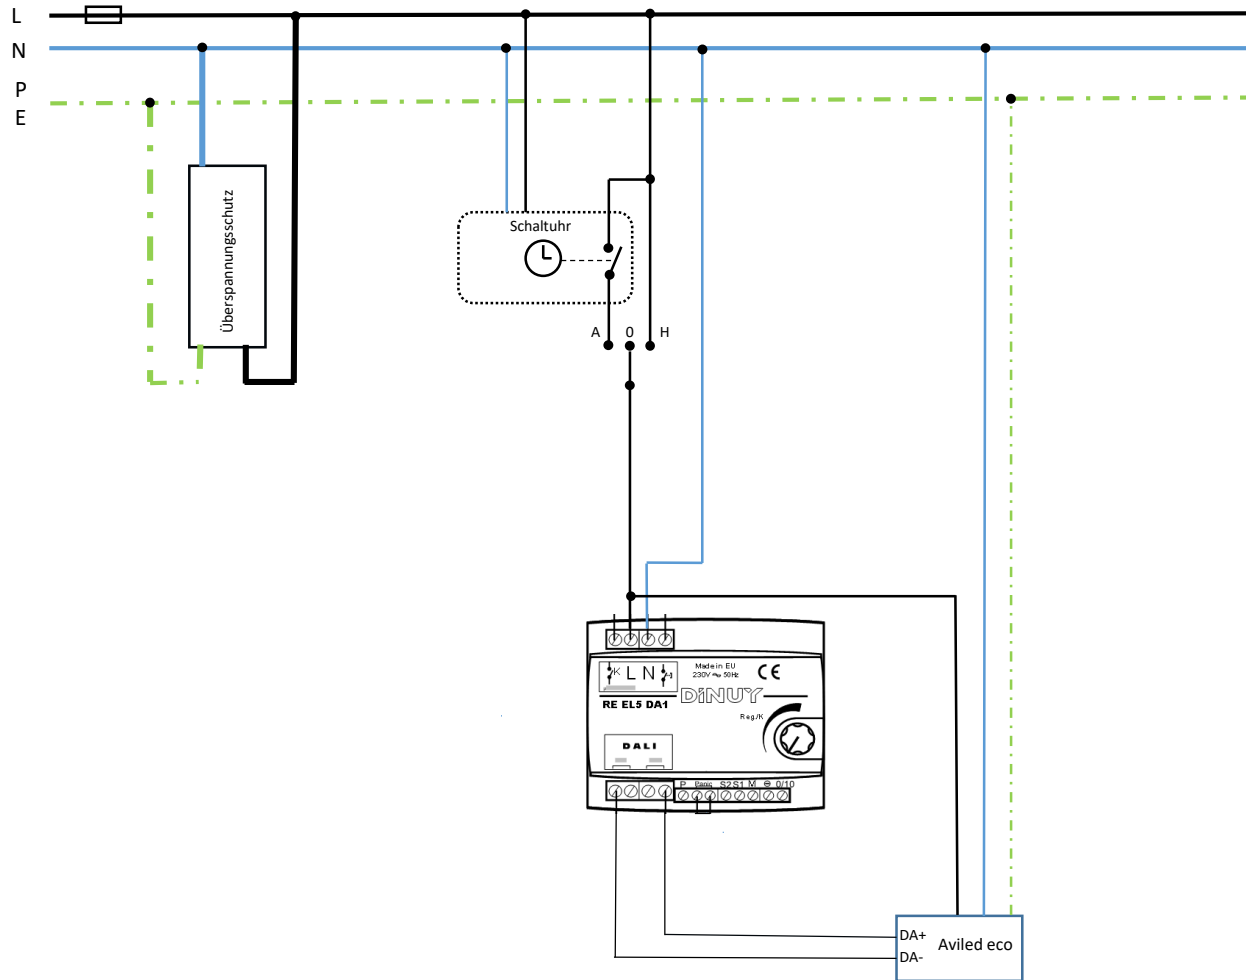 L
N
P
E
Überspannungsschutz
Schaltuhr
A 0 H
K L N
Made in EU
230V ~ 50Hz
CE
DiNUY
RE EL5 DA1
Reg./K
DALI
P Panic S2 S1 M ⊖ 0/10
DA+
DA-
Aviled eco